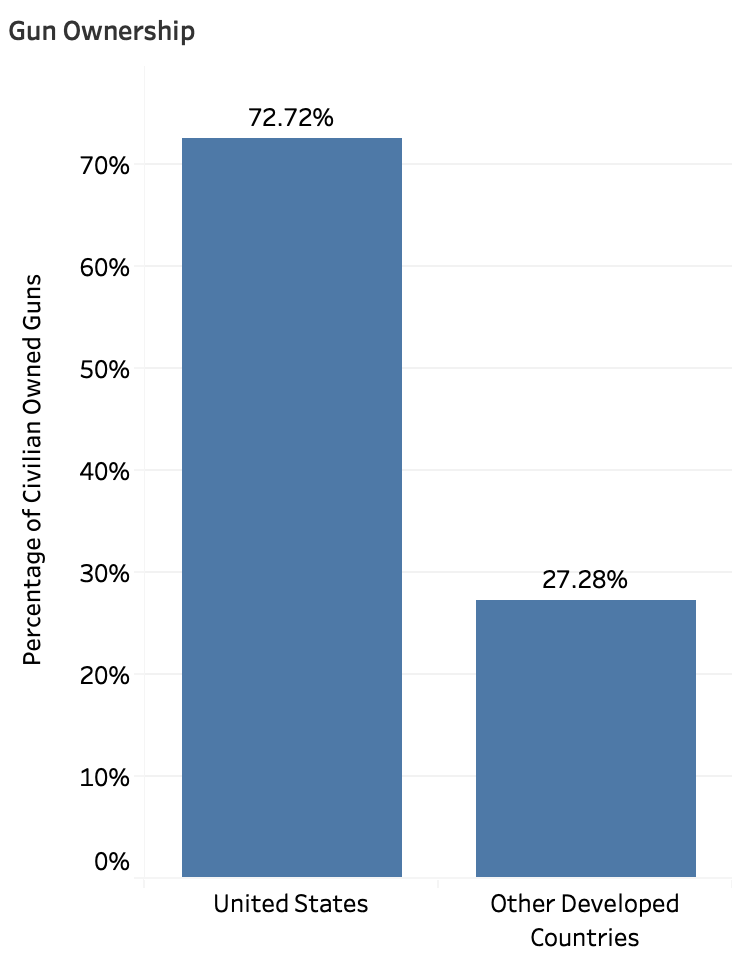 Gun Ownership
Percentage of Civilian Owned Guns
70%
60%
50%
40%
30%
20%
10%
0%
72.72%
27.28%
United States
Other Developed
Countries